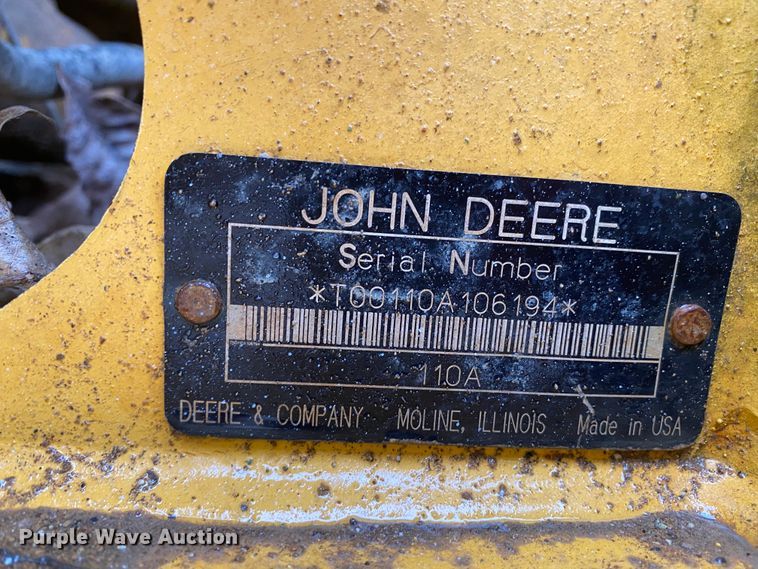 JOHN DEERE
Serial Number
*T00110A106194*
110A
DEERE & COMPANY MOLINE, ILLINOIS Made in USA
Purple Wave Auction